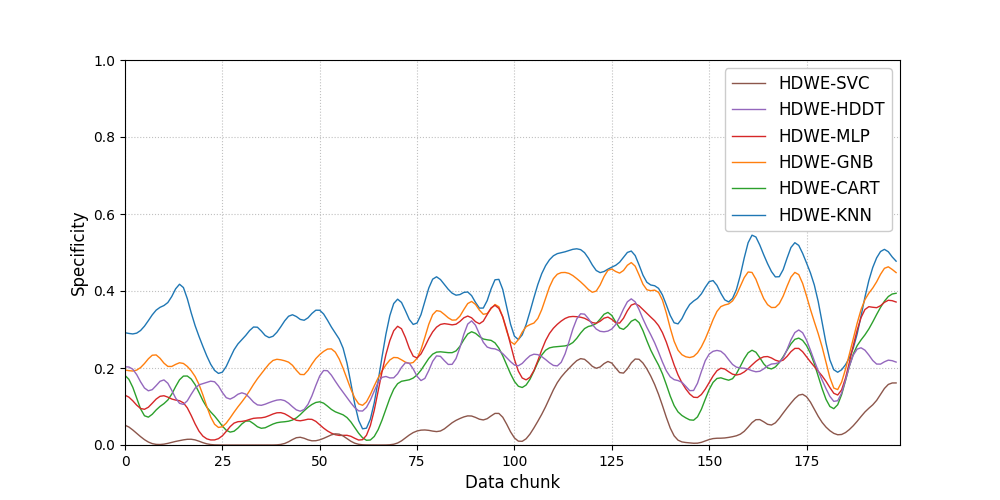 1.0
0.8
0.6
0.4
0.2
0.0
Specificity
0
25
50
75
100
125
150
175
Data chunk
HDWE-SVC
HDWE-HDDT
HDWE-MLP
HDWE-GNB
HDWE-CART
HDWE-KNN